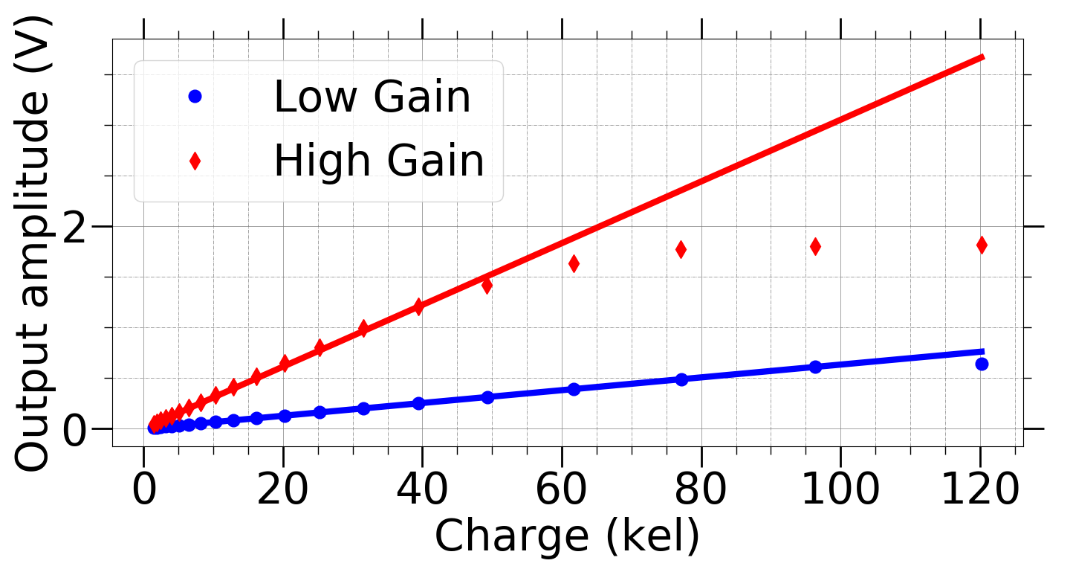 Output amplitude (V)
Low Gain
High Gain
2
0
0 20 40 60 80 100 120
Charge (kel)